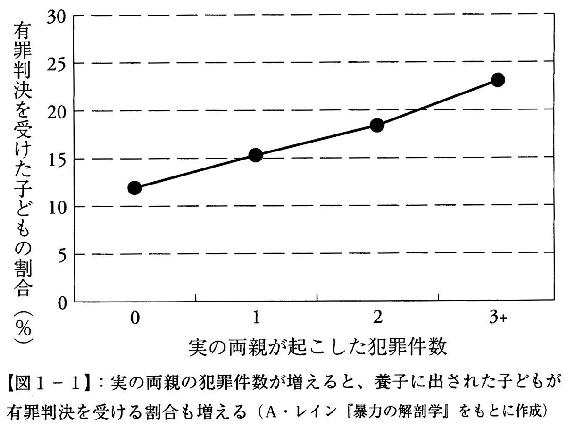 有罪判決を受けた子どもの割合（%）
30
25
20
15
10
5
0
0 1 2 3+
実の両親が起こした犯罪件数
【図１－１】：実の両親の犯罪件数が増えると、養子に出された子どもが
有罪判決を受ける割合も増える（A・レイン『暴力の解剖学』をもとに作成）